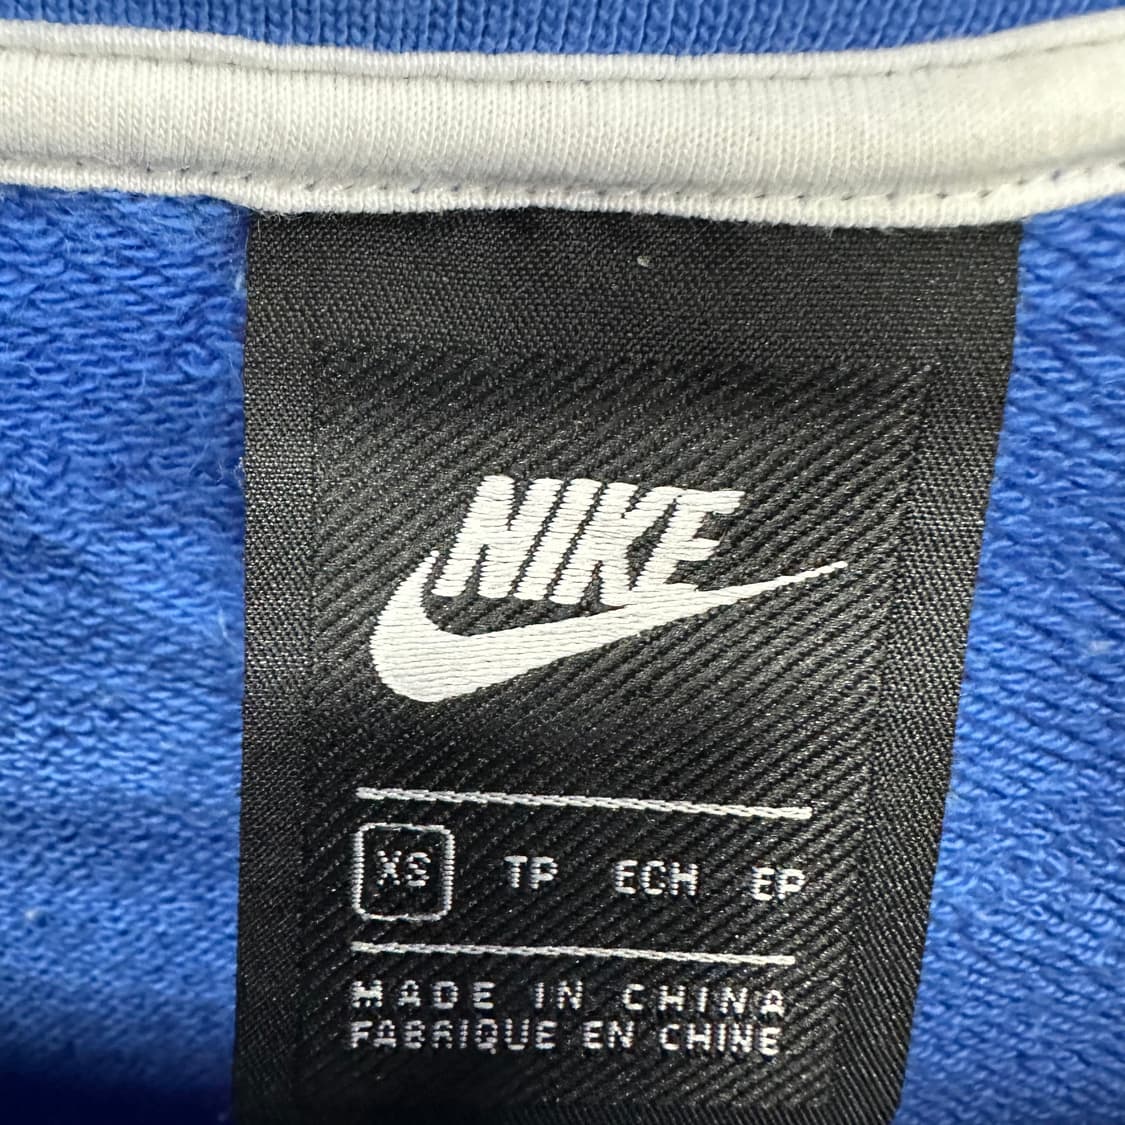 NIKE
XS TP ECH EP
MADE IN CHINA
FABRIQUE EN CHINE